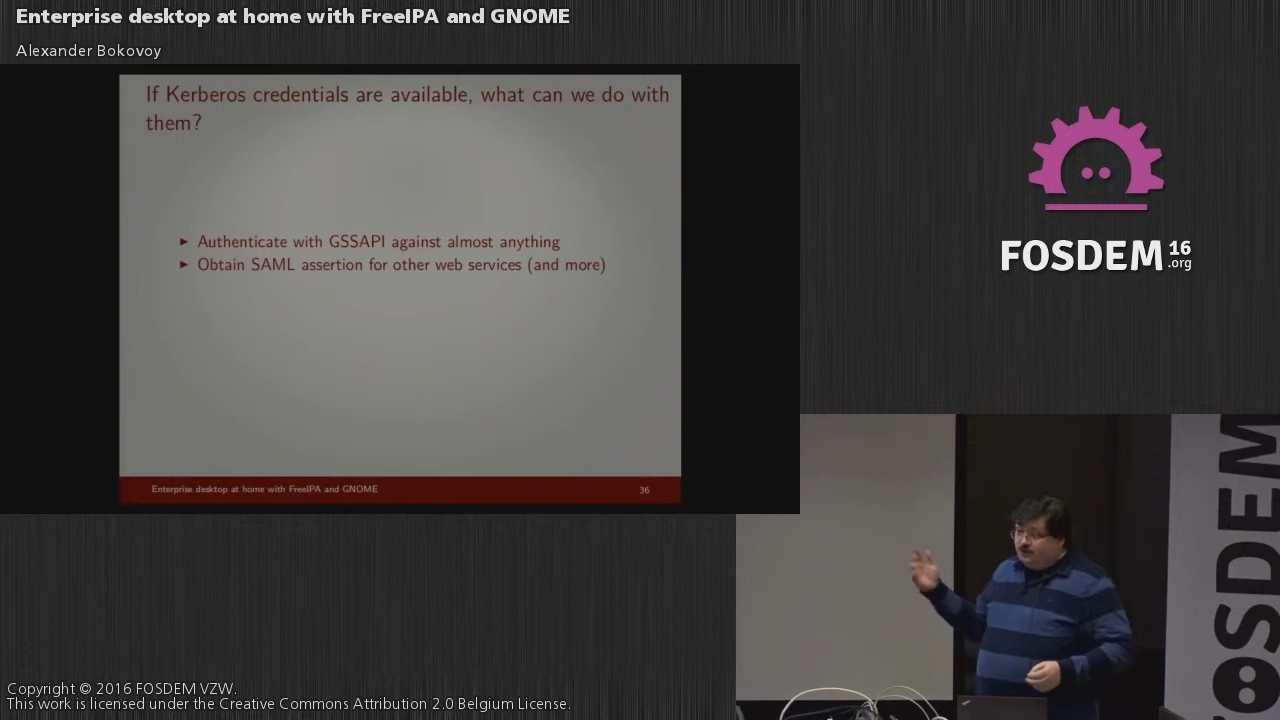 Enterprise desktop at home with FreeIPA and GNOME
Alexander Bokovoy
If Kerberos credentials are available, what can we do with
them?
▶ Authenticate with GSSAPI against almost anything
▶ Obtain SAML assertion for other web services (and more)
Enterprise desktop at home with FreeIPA and GNOME 36
FOSDEM 16
.org
FOSDEM
Copyright © 2016 FOSDEM VZW.
This work is licensed under the Creative Commons Attribution 2.0 Belgium License.